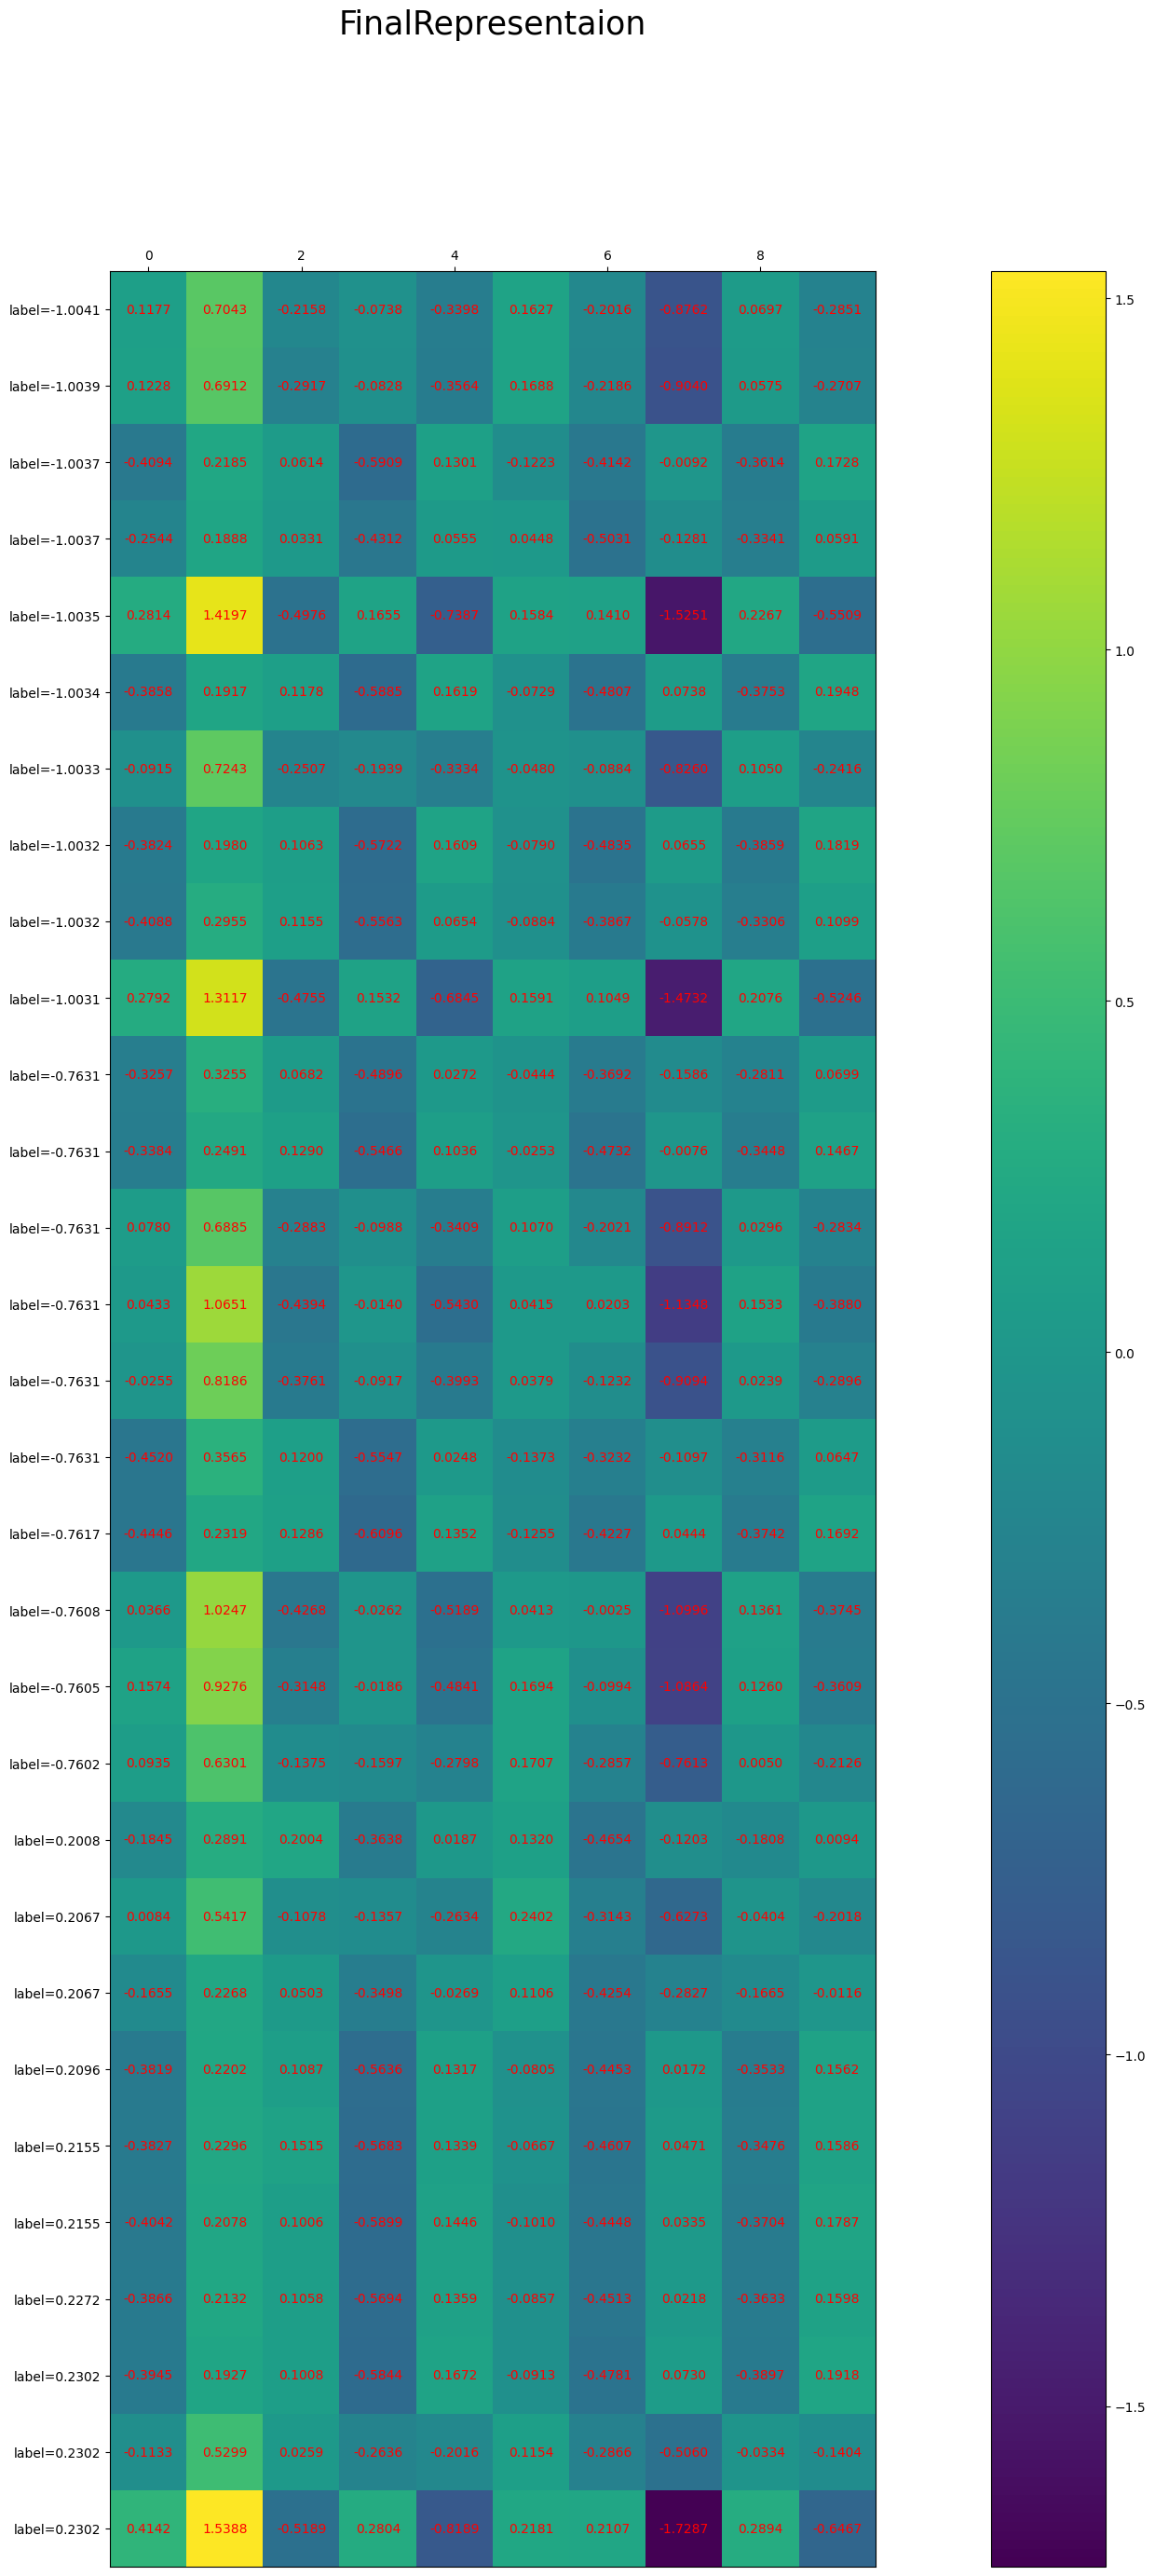 FinalRepresentaion
0 2 4 6 8
label=-1.0041 0.1177 0.7043 -0.2158 -0.0738 -0.3398 0.1627 -0.2016 -0.8762 0.0697 -0.2851
label=-1.0039 0.1228 0.6912 -0.2917 -0.0828 -0.3564 0.1688 -0.2186 0.0575 -0.2707
label=-1.0037 -0.4094 0.2185 0.0614 -0.5909 0.1301 -0.1223 -0.4142 -0.0092 -0.3614 0.1728
label=-1.0037 -0.2544 0.1888 0.0331 -0.4312 0.0555 0.0448 -0.5031 -0.1281 -0.3341 0.0591
label=-1.0035 0.2814 1.4197 -0.4976 0.1655 -0.7387 0.1584 0.1410 -1.5251 0.2267 -0.5509
label=-1.0034 -0.3858 0.1917 0.1178 -0.5885 0.1619 -0.0729 -0.4807 0.0738 -0.3753 0.1948
label=-1.0033 -0.0915 0.7243 -0.2507 -0.1939 -0.3334 -0.0480 -0.0884 0.1050 -0.2416
label=-1.0032 -0.3824 0.1980 0.1063 -0.5722 0.1609 -0.0790 -0.4835 0.0655 -0.3859 0.1819
label=-1.0032 -0.4088 0.2955 0.1155 -0.5563 0.0654 -0.0884 -0.3867 -0.0578 -0.3306 0.1099
label=-1.0031 0.2792 1.3117 -0.4755 0.1532 -0.6845 0.1591 0.1049 -1.4732 0.2076 -0.5246
label=-0.7631 -0.3257 0.3255 0.0682 -0.4896 0.0272 -0.0444 -0.3692 -0.1586 -0.2811 0.0699
label=-0.7631 -0.3384 0.2491 0.1290 -0.5466 0.1036 -0.0253 -0.4732 -0.0076 -0.3448 0.1467
label=-0.7631 0.0780 0.6885 -0.2883 -0.0988 -0.3409 0.1070 -0.2021 -0.8912 0.0296 -0.2834
label=-0.7631 0.0433 1.0651 -0.4394 -0.0140 -0.5430 0.0415 0.0203 0.1533 -0.3880
label=-0.7631 -0.0255 0.8186 -0.3761 -0.0917 -0.3993 0.0379 -0.1232 0.0239 -0.2896
label=-0.7631 -0.4520 0.3565 0.1200 -0.5547 0.0248 -0.1373 -0.3232 -0.1097 -0.3116 0.0647
label=-0.7617 -0.4446 0.2319 0.1286 -0.6096 0.1352 -0.1255 -0.4227 0.0444 -0.3742 0.1692
label=-0.7608 0.0366 1.0247 -0.4268 -0.0262 -0.5189 0.0413 -0.0025 0.1361 -0.3745
label=-0.7605 0.1574 0.9276 -0.3148 -0.0186 -0.4841 0.1694 -0.0994 0.1260 -0.3609
label=-0.7602 0.0935 0.6301 -0.1375 -0.1597 -0.2798 0.1707 -0.2857 -0.7613 0.0050 -0.2126
label=0.2008 -0.1845 0.2891 0.2004 -0.3638 0.0187 0.1320 -0.4654 -0.1203 -0.1808 0.0094
label=0.2067 0.0084 0.5417 -0.1078 -0.1357 -0.2634 0.2402 -0.3143 -0.6273 -0.0404 -0.2018
label=0.2067 -0.1655 0.2268 0.0503 -0.3498 -0.0269 0.1106 -0.4254 -0.2827 -0.1665 -0.0116
label=0.2096 -0.3819 0.2202 0.1087 -0.5636 0.1317 -0.0805 -0.4453 0.0172 -0.3533 0.1562
label=0.2155 -0.3827 0.2296 0.1515 -0.5683 0.1339 -0.0667 -0.4607 0.0471 -0.3476 0.1586
label=0.2155 -0.4042 0.2078 0.1006 -0.5899 0.1446 -0.1010 -0.4448 0.0335 -0.3704 0.1787
label=0.2272 -0.3866 0.2132 0.1058 -0.5694 0.1359 -0.0857 -0.4513 0.0218 -0.3633 0.1598
label=0.2302 -0.3945 0.1927 0.1008 -0.5844 0.1672 -0.0913 -0.4781 0.0730 -0.3897 0.1918
label=0.2302 -0.1133 0.5299 0.0259 -0.2636 -0.2016 0.1154 -0.2866 -0.5060 -0.0334 -0.1404
label=0.2302 0.4142 1.5388 -0.5189 0.2804 -0.8189 0.2181 0.2107 -1.7287 0.2894 -0.6467
1.5
1.0
0.5
0.0
−0.5
−1.0
−1.5